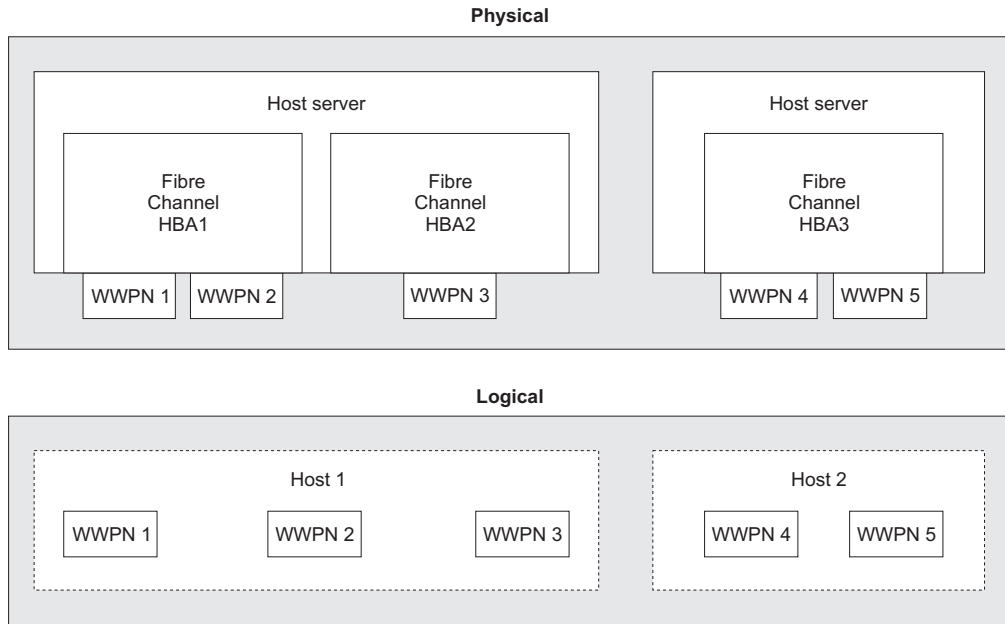 Physical
Host server
Fibre
Channel
HBA1
Fibre
Channel
HBA2
WWPN 1
WWPN 2
WWPN 3
Host server
Fibre
Channel
HBA3
WWPN 4
WWPN 5
Logical
Host 1
WWPN 1
WWPN 2
WWPN 3
Host 2
WWPN 4
WWPN 5